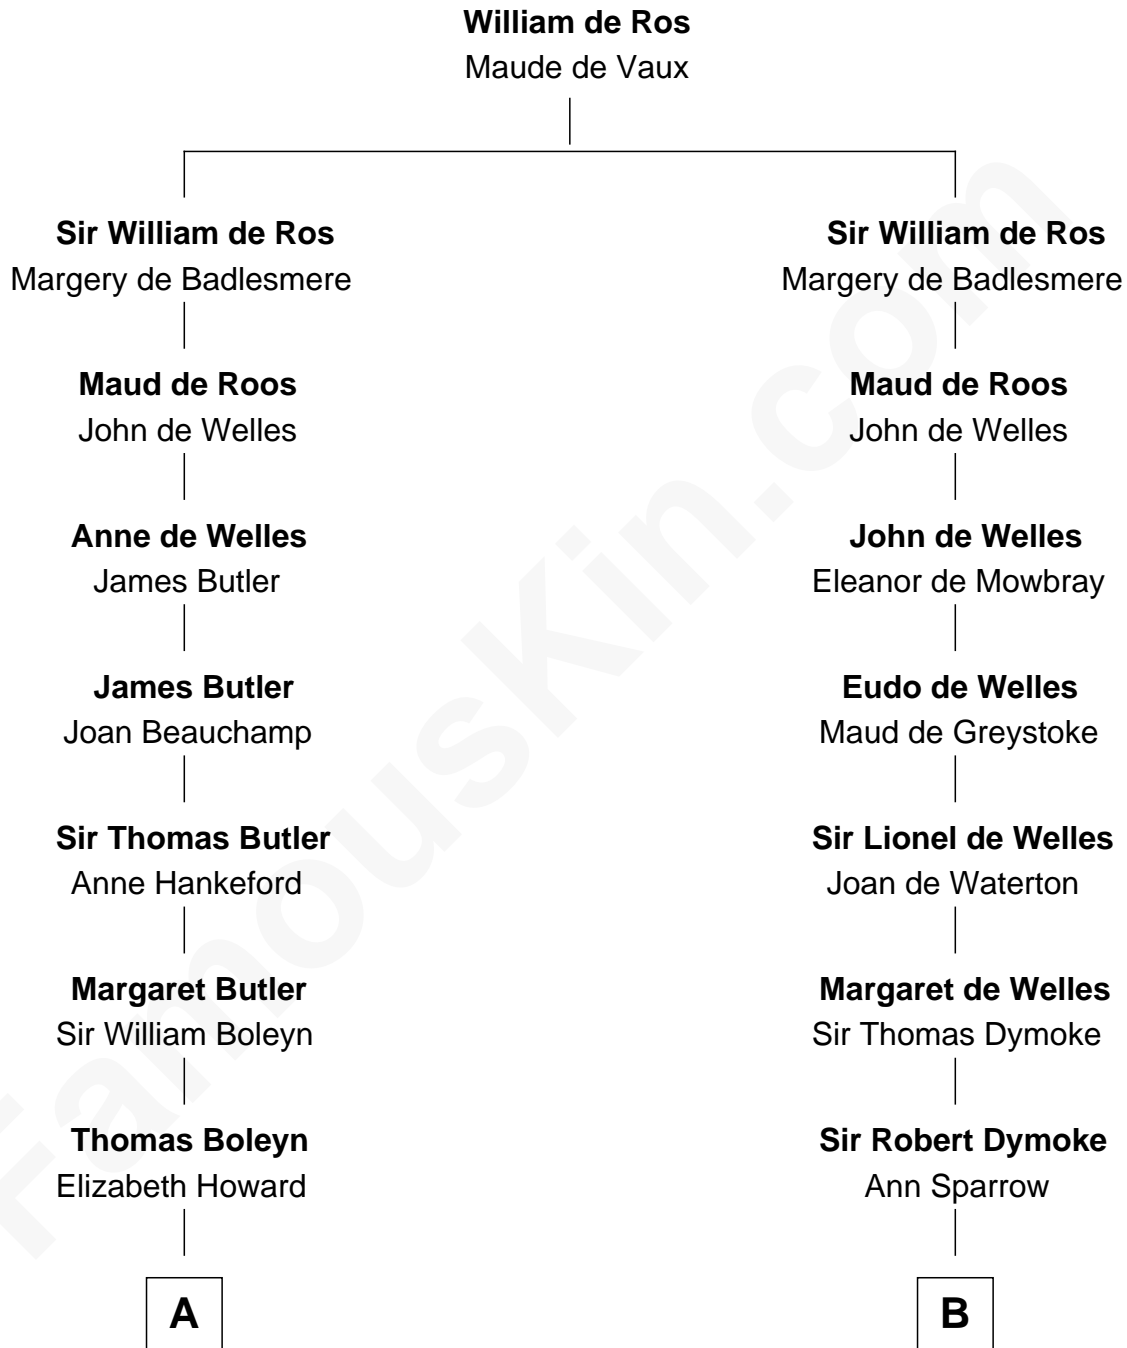 William de Ros
Maude de Vaux
Sir William de Ros
Margery de Badlesmere
Maud de Roos
John de Welles
Anne de Welles
James Butler
James Butler
Joan Beauchamp
Sir Thomas Butler
Anne Hankeford
Margaret Butler
Sir William Boleyn
Thomas Boleyn
Elizabeth Howard
A
Sir William de Ros
Margery de Badlesmere
Maud de Roos
John de Welles
John de Welles
Eleanor de Mowbray
Eudo de Welles
Maud de Greystoke
Sir Lionel de Welles
Joan de Waterton
Margaret de Welles
Sir Thomas Dymoke
Sir Robert Dymoke
Ann Sparrow
B
FamousKin.com